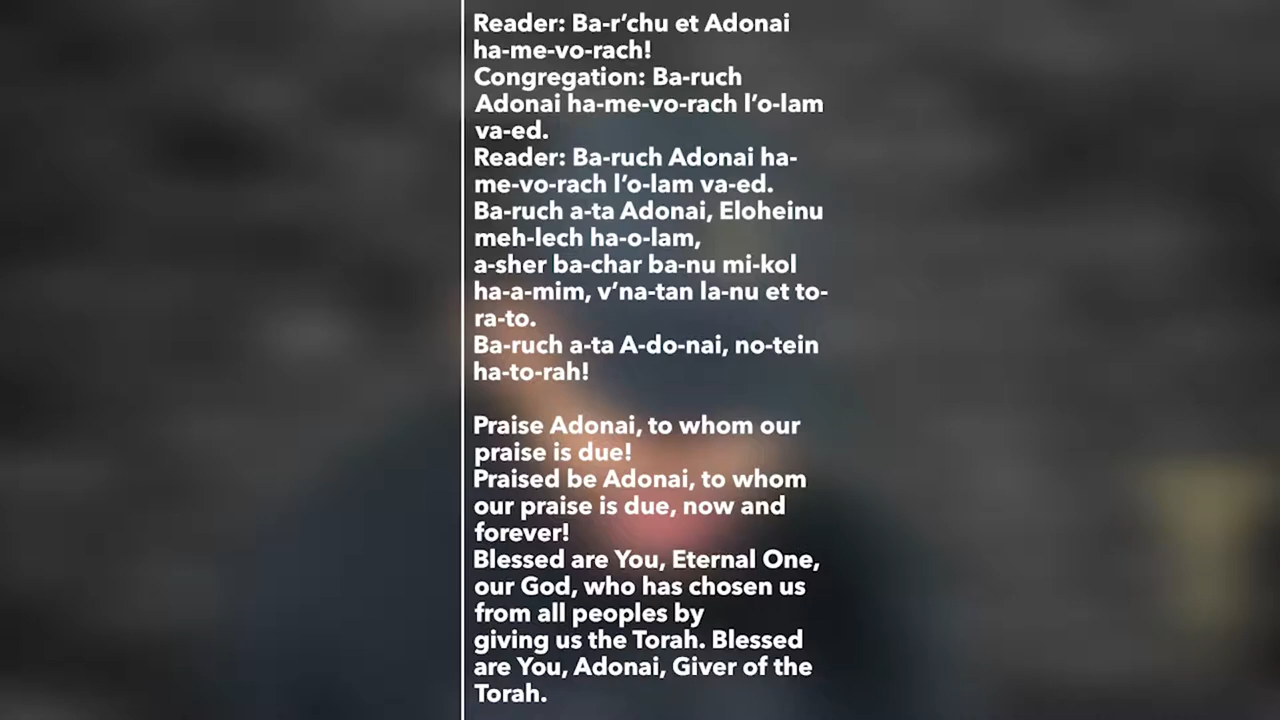 Reader: Ba-r’chu et Adonai
ha-me-vo-rach!
Congregation: Ba-ruch
Adonai ha-me-vo-rach l’o-lam
va-ed.
Reader: Ba-ruch Adonai ha-
me-vo-rach l’o-lam va-ed.
Ba-ruch a-ta Adonai, Eloheinu
meh-lech ha-o-lam,
a-sher ba-char ba-nu mi-kol
ha-a-mim, v’na-tan la-nu et to-
ra-to.
Ba-ruch a-ta A-do-nai, no-tein
ha-to-rah!
Praise Adonai, to whom our
praise is due!
Praised be Adonai, to whom
our praise is due, now and
forever!
Blessed are You, Eternal One,
our God, who has chosen us
from all peoples by
giving us the Torah. Blessed
are You, Adonai, Giver of the
Torah.